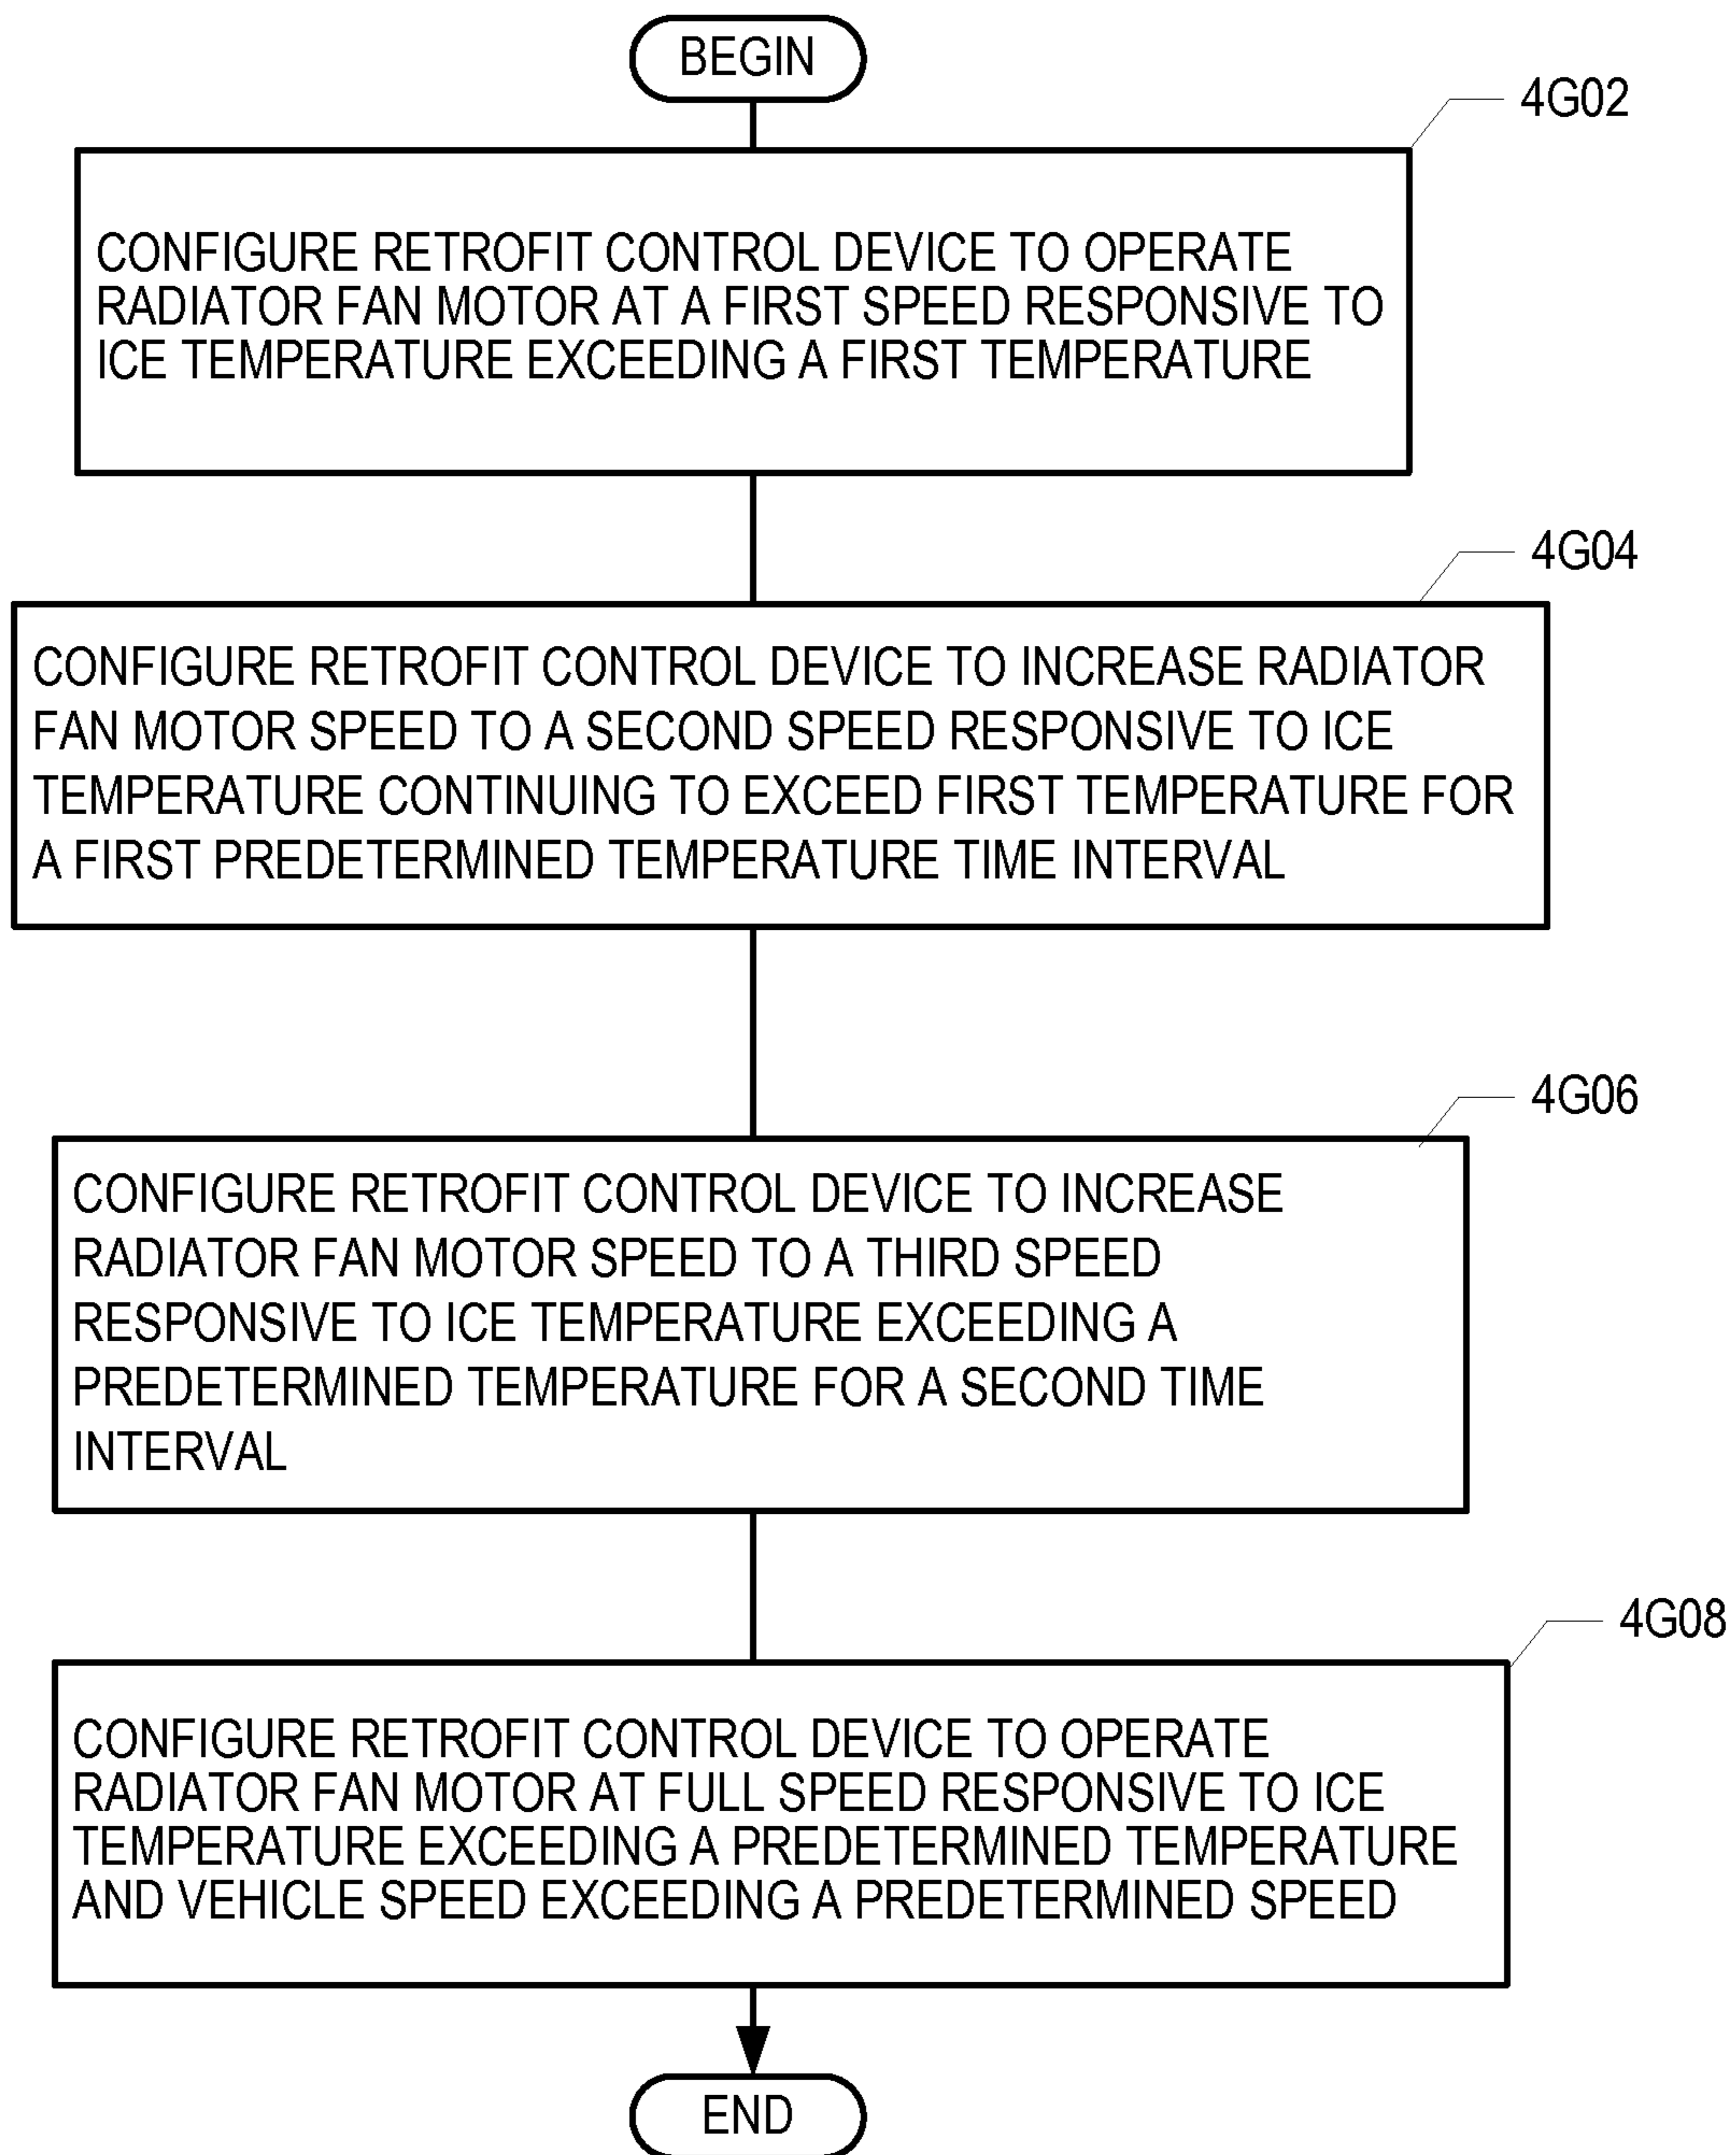 BEGIN
4G02
CONFIGURE RETROFIT CONTROL DEVICE TO OPERATE
RADIATOR FAN MOTOR AT A FIRST SPEED RESPONSIVE TO
ICE TEMPERATURE EXCEEDING A FIRST TEMPERATURE
4G04
CONFIGURE RETROFIT CONTROL DEVICE TO INCREASE RADIATOR
FAN MOTOR SPEED TO A SECOND SPEED RESPONSIVE TO ICE
TEMPERATURE CONTINUING TO EXCEED FIRST TEMPERATURE FOR
A FIRST PREDETERMINED TEMPERATURE TIME INTERVAL
4G06
CONFIGURE RETROFIT CONTROL DEVICE TO INCREASE
RADIATOR FAN MOTOR SPEED TO A THIRD SPEED
RESPONSIVE TO ICE TEMPERATURE EXCEEDING A
PREDETERMINED TEMPERATURE FOR A SECOND TIME
INTERVAL
4G08
CONFIGURE RETROFIT CONTROL DEVICE TO OPERATE
RADIATOR FAN MOTOR AT FULL SPEED RESPONSIVE TO ICE
TEMPERATURE EXCEEDING A PREDETERMINED TEMPERATURE
AND VEHICLE SPEED EXCEEDING A PREDETERMINED SPEED
END